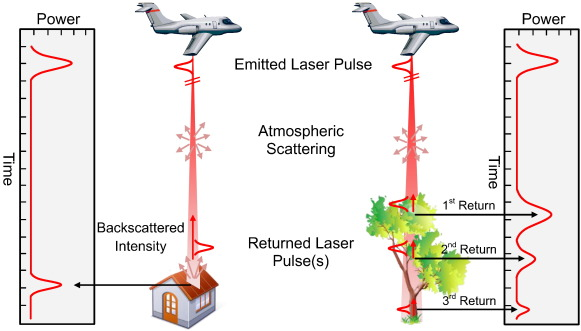 Power
Power
Emitted Laser Pulse
Atmospheric
Scattering
Time
Time
1st Return
Backscattered
Intensity
Returned Laser
Pulse(s)
2nd Return
3rd Return